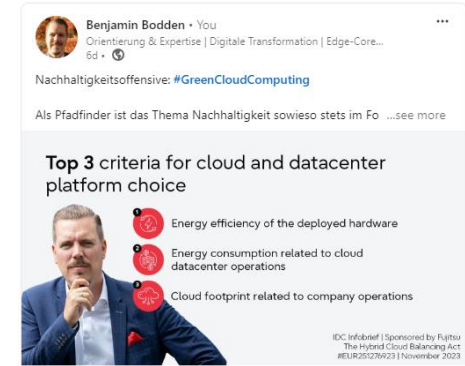 Benjamin Bodden • You
Orientierung & Expertise | Digitale Transformation | Edge-Core...
6d •
Nachhaltigkeitsoffensive: #GreenCloudComputing
Als Pfadfinder ist das Thema Nachhaltigkeit sowieso stets im Fo ...see more
Top 3 criteria for cloud and datacenter
platform choice
1
Energy efficiency of the deployed hardware
2
Energy consumption related to cloud
datacenter operations
3
Cloud footprint related to company operations
IDC Infobrief | Sponsored by Fujitsu
The Hybrid Cloud Balancing Act
#EUR251276923 | November 2023